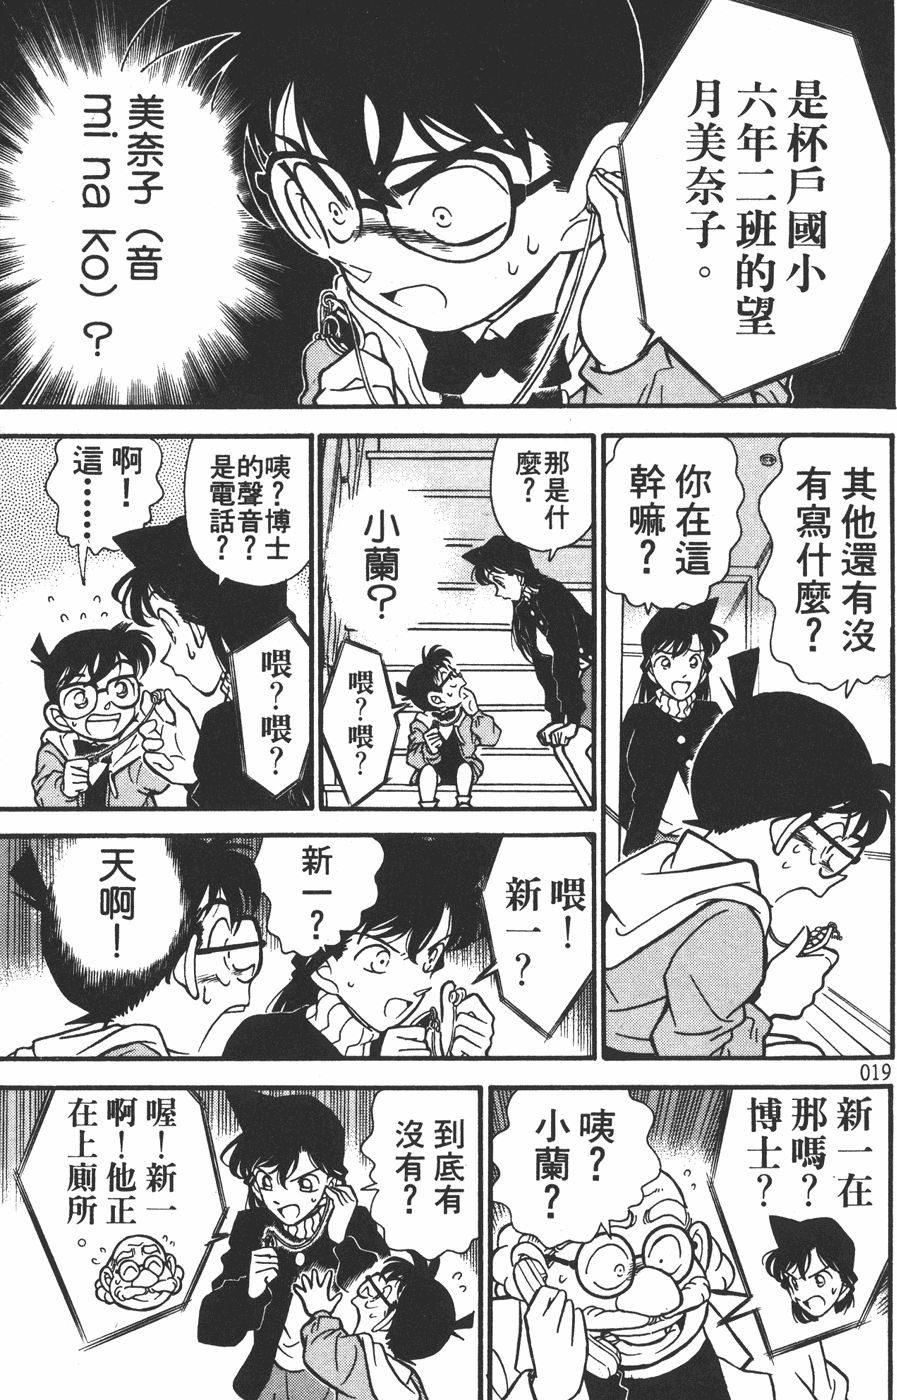 是杯戶國小
六年二班的望
月美奈子。
美奈子（音
mi na ko）？
其他還有沒
有寫什麼？
你在這
幹嘛？
那是什
麼？
小蘭？
喂？喂？
咦？博士
的聲音？
是電話？
啊！
這……
喂？喂？
喂！
新一？
新一？
天啊！
019
新一在
那嗎？
博士？
咦？
小蘭？
到底有
沒有？
喔！新一
啊！他正
在上廁所。